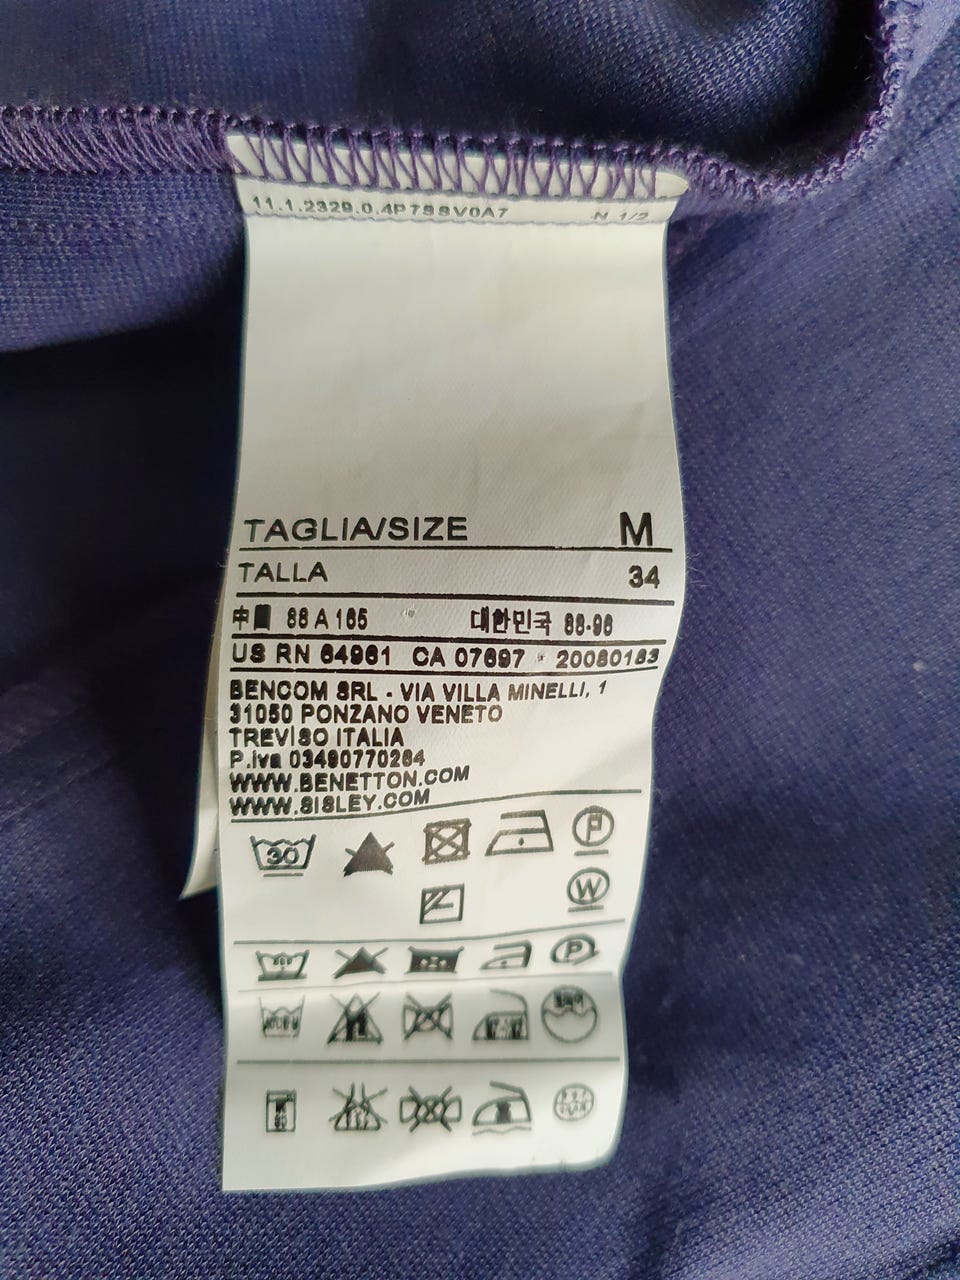 11.1.2329.0.4P7SSV0A7 N 1/2
TAGLIA/SIZE M
TALLA 34
中國 88 A 165 대한민국 88-96
US RN 64961 CA 07697 * 20080183
BENCOM SRL - VIA VILLA MINELLI, 1
31050 PONZANO VENETO
TREVISO ITALIA
P.iva 03490770264
WWW.BENETTON.COM
WWW.SISLEY.COM
30 P
W
P